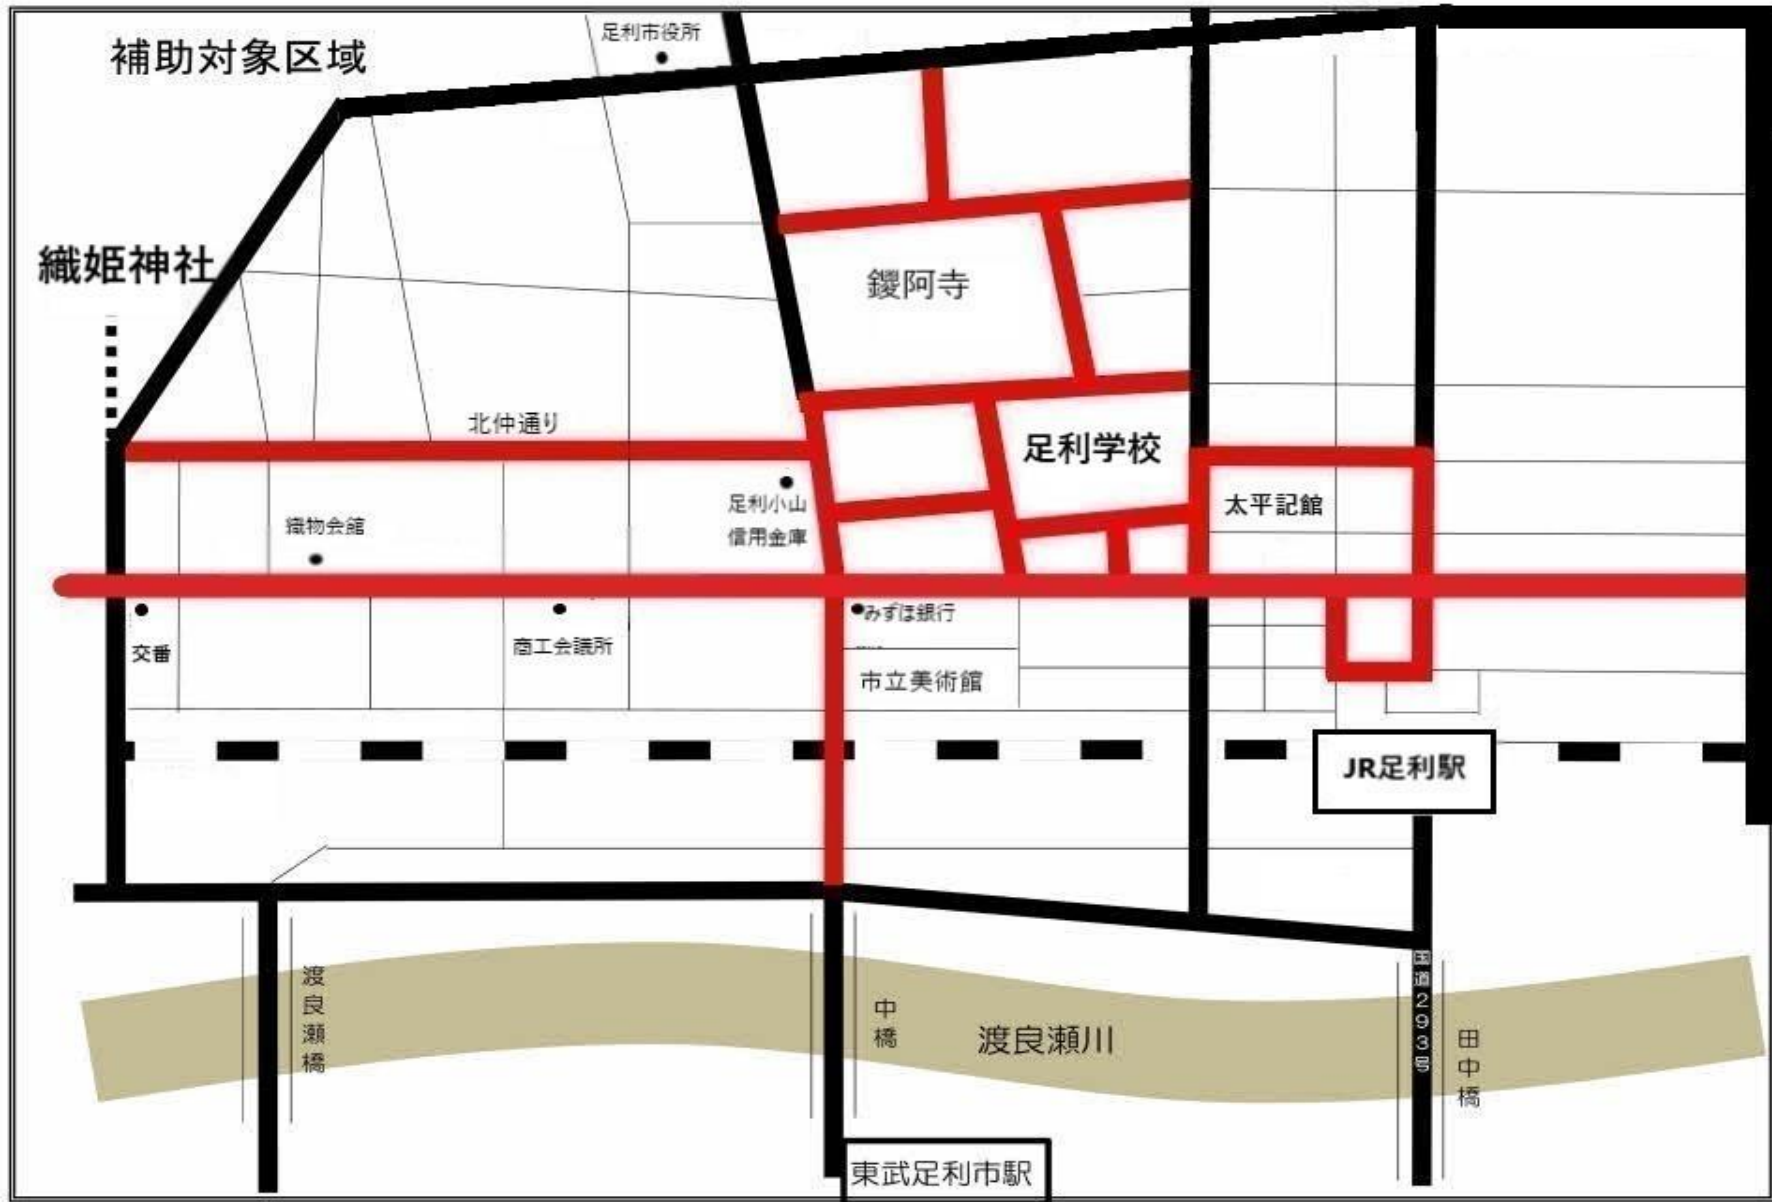 補助対象区域
足利市役所
織姫神社
鑁阿寺
北仲通り
足利学校
足利小山
信用金庫
太平記館
織物会館
みずほ銀行
交番
商工会議所
市立美術館
JR足利駅
渡良瀬橋
中橋
渡良瀬川
国道293号
田中橋
東武足利市駅